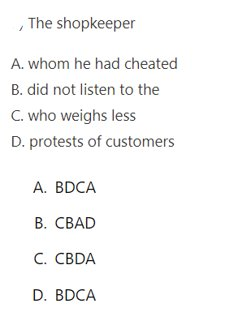 , The shopkeeper
A. whom he had cheated
B. did not listen to the
C. who weighs less
D. protests of customers
A. BDCA
B. CBAD
C. CBDA
D. BDCA